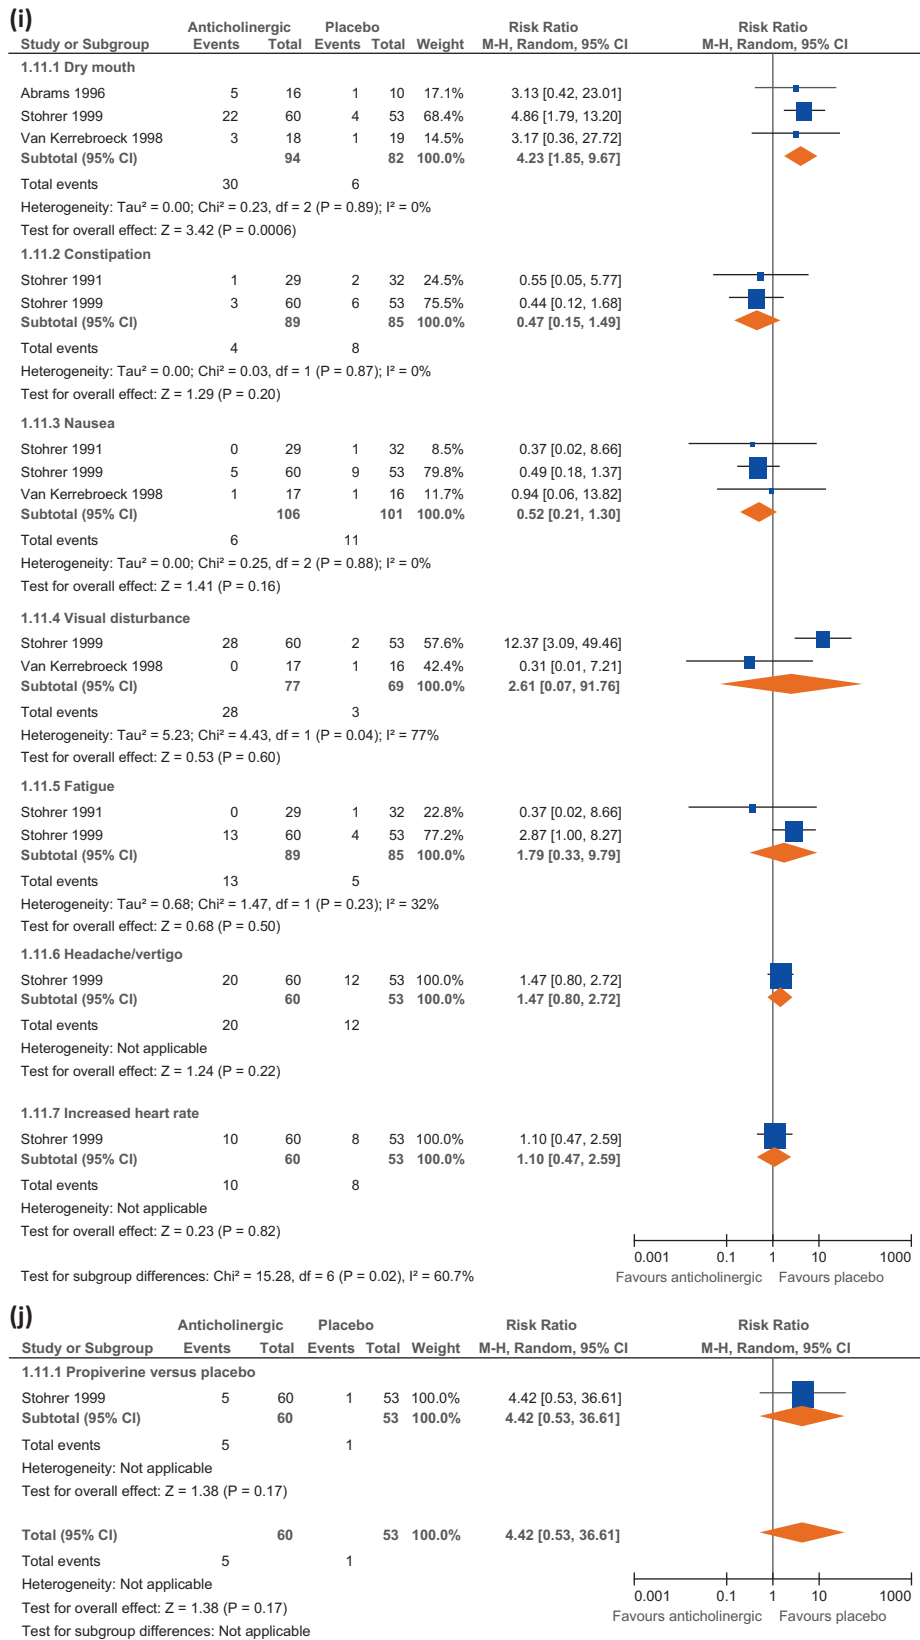 (i)
Anticholinergic Placebo Risk Ratio Risk Ratio
Study or Subgroup Events Total Events Total Weight M-H, Random, 95% CI M-H, Random, 95% CI
1.11.1 Dry mouth
Abrams 1996 5 16 1 10 17.1% 3.13 [0.42, 23.01]
Stohrer 1999 22 60 4 53 68.4% 4.86 [1.79, 13.20]
Van Kerrebroeck 1998 3 18 1 19 14.5% 3.17 [0.36, 27.72]
Subtotal (95% CI) 94 82 100.0% 4.23 [1.85, 9.67]
Total events 30 6
Heterogeneity: Tau² = 0.00; Chi² = 0.23, df = 2 (P = 0.89); I² = 0%
Test for overall effect: Z = 3.42 (P = 0.0006)
1.11.2 Constipation
Stohrer 1991 1 29 2 32 24.5% 0.55 [0.05, 5.77]
Stohrer 1999 3 60 6 53 75.5% 0.44 [0.12, 1.68]
Subtotal (95% CI) 89 85 100.0% 0.47 [0.15, 1.49]
Total events 4 8
Heterogeneity: Tau² = 0.00; Chi² = 0.03, df = 1 (P = 0.87); I² = 0%
Test for overall effect: Z = 1.29 (P = 0.20)
1.11.3 Nausea
Stohrer 1991 0 29 1 32 8.5% 0.37 [0.02, 8.66]
Stohrer 1999 5 60 9 53 79.8% 0.49 [0.18, 1.37]
Van Kerrebroeck 1998 1 17 1 16 11.7% 0.94 [0.06, 13.82]
Subtotal (95% CI) 106 101 100.0% 0.52 [0.21, 1.30]
Total events 6 11
Heterogeneity: Tau² = 0.00; Chi² = 0.25, df = 2 (P = 0.88); I² = 0%
Test for overall effect: Z = 1.41 (P = 0.16)
1.11.4 Visual disturbance
Stohrer 1999 28 60 2 53 57.6% 12.37 [3.09, 49.46]
Van Kerrebroeck 1998 0 17 1 16 42.4% 0.31 [0.01, 7.21]
Subtotal (95% CI) 77 69 100.0% 2.61 [0.07, 91.76]
Total events 28 3
Heterogeneity: Tau² = 5.23; Chi² = 4.43, df = 1 (P = 0.04); I² = 77%
Test for overall effect: Z = 0.53 (P = 0.60)
1.11.5 Fatigue
Stohrer 1991 0 29 1 32 22.8% 0.37 [0.02, 8.66]
Stohrer 1999 13 60 4 53 77.2% 2.87 [1.00, 8.27]
Subtotal (95% CI) 89 85 100.0% 1.79 [0.33, 9.79]
Total events 13 5
Heterogeneity: Tau² = 0.68; Chi² = 1.47, df = 1 (P = 0.23); I² = 32%
Test for overall effect: Z = 0.68 (P = 0.50)
1.11.6 Headache/vertigo
Stohrer 1999 20 60 12 53 100.0% 1.47 [0.80, 2.72]
Subtotal (95% CI) 60 53 100.0% 1.47 [0.80, 2.72]
Total events 20 12
Heterogeneity: Not applicable
Test for overall effect: Z = 1.24 (P = 0.22)
1.11.7 Increased heart rate
Stohrer 1999 10 60 8 53 100.0% 1.10 [0.47, 2.59]
Subtotal (95% CI) 60 53 100.0% 1.10 [0.47, 2.59]
Total events 10 8
Heterogeneity: Not applicable
Test for overall effect: Z = 0.23 (P = 0.82)
0.001 0.1 1 10 1000
Test for subgroup differences: Chi² = 15.28, df = 6 (P = 0.02), I² = 60.7% Favours anticholinergic Favours placebo
(j)
Anticholinergic Placebo Risk Ratio Risk Ratio
Study or Subgroup Events Total Events Total Weight M-H, Random, 95% CI M-H, Random, 95% CI
1.11.1 Propiverine versus placebo
Stohrer 1999 5 60 1 53 100.0% 4.42 [0.53, 36.61]
Subtotal (95% CI) 60 53 100.0% 4.42 [0.53, 36.61]
Total events 5 1
Heterogeneity: Not applicable
Test for overall effect: Z = 1.38 (P = 0.17)
Total (95% CI) 60 53 100.0% 4.42 [0.53, 36.61]
Total events 5 1
Heterogeneity: Not applicable
0.001 0.1 1 10 1000
Test for overall effect: Z = 1.38 (P = 0.17) Favours anticholinergic Favours placebo
Test for subgroup differences: Not applicable